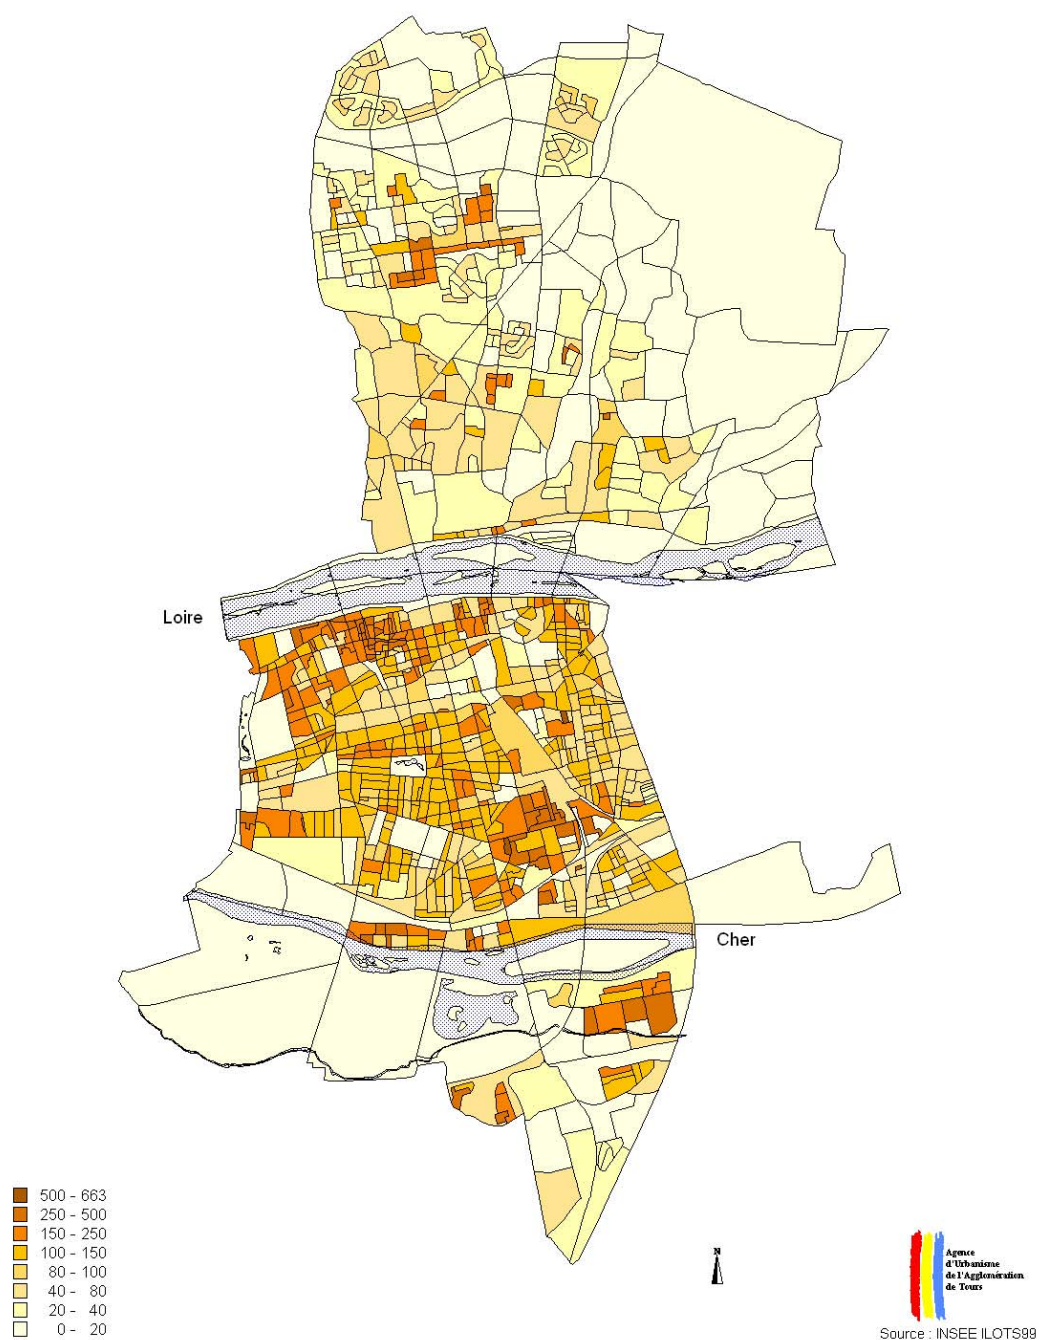 Loire
Cher
500 - 663
250 - 500
150 - 250
100 - 150
80 - 100
40 - 80
20 - 40
0 - 20
N
Agence
d'Urbanisme
de l'Agglomération
de Tours
Source : INSEE ILOTS99